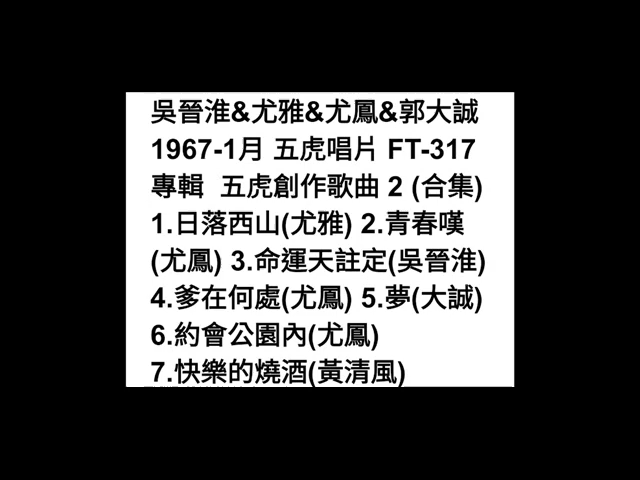 吳晉淮&尤雅&尤鳳&郭大誠
1967-1月 五虎唱片 FT-317
專輯 五虎創作歌曲 2 (合集)
1.日落西山(尤雅) 2.青春嘆
(尤鳳) 3.命運天註定(吳晉淮)
4.爹在何處(尤鳳) 5.夢(大誠)
6.約會公園內(尤鳳)
7.快樂的燒酒(黃清風)